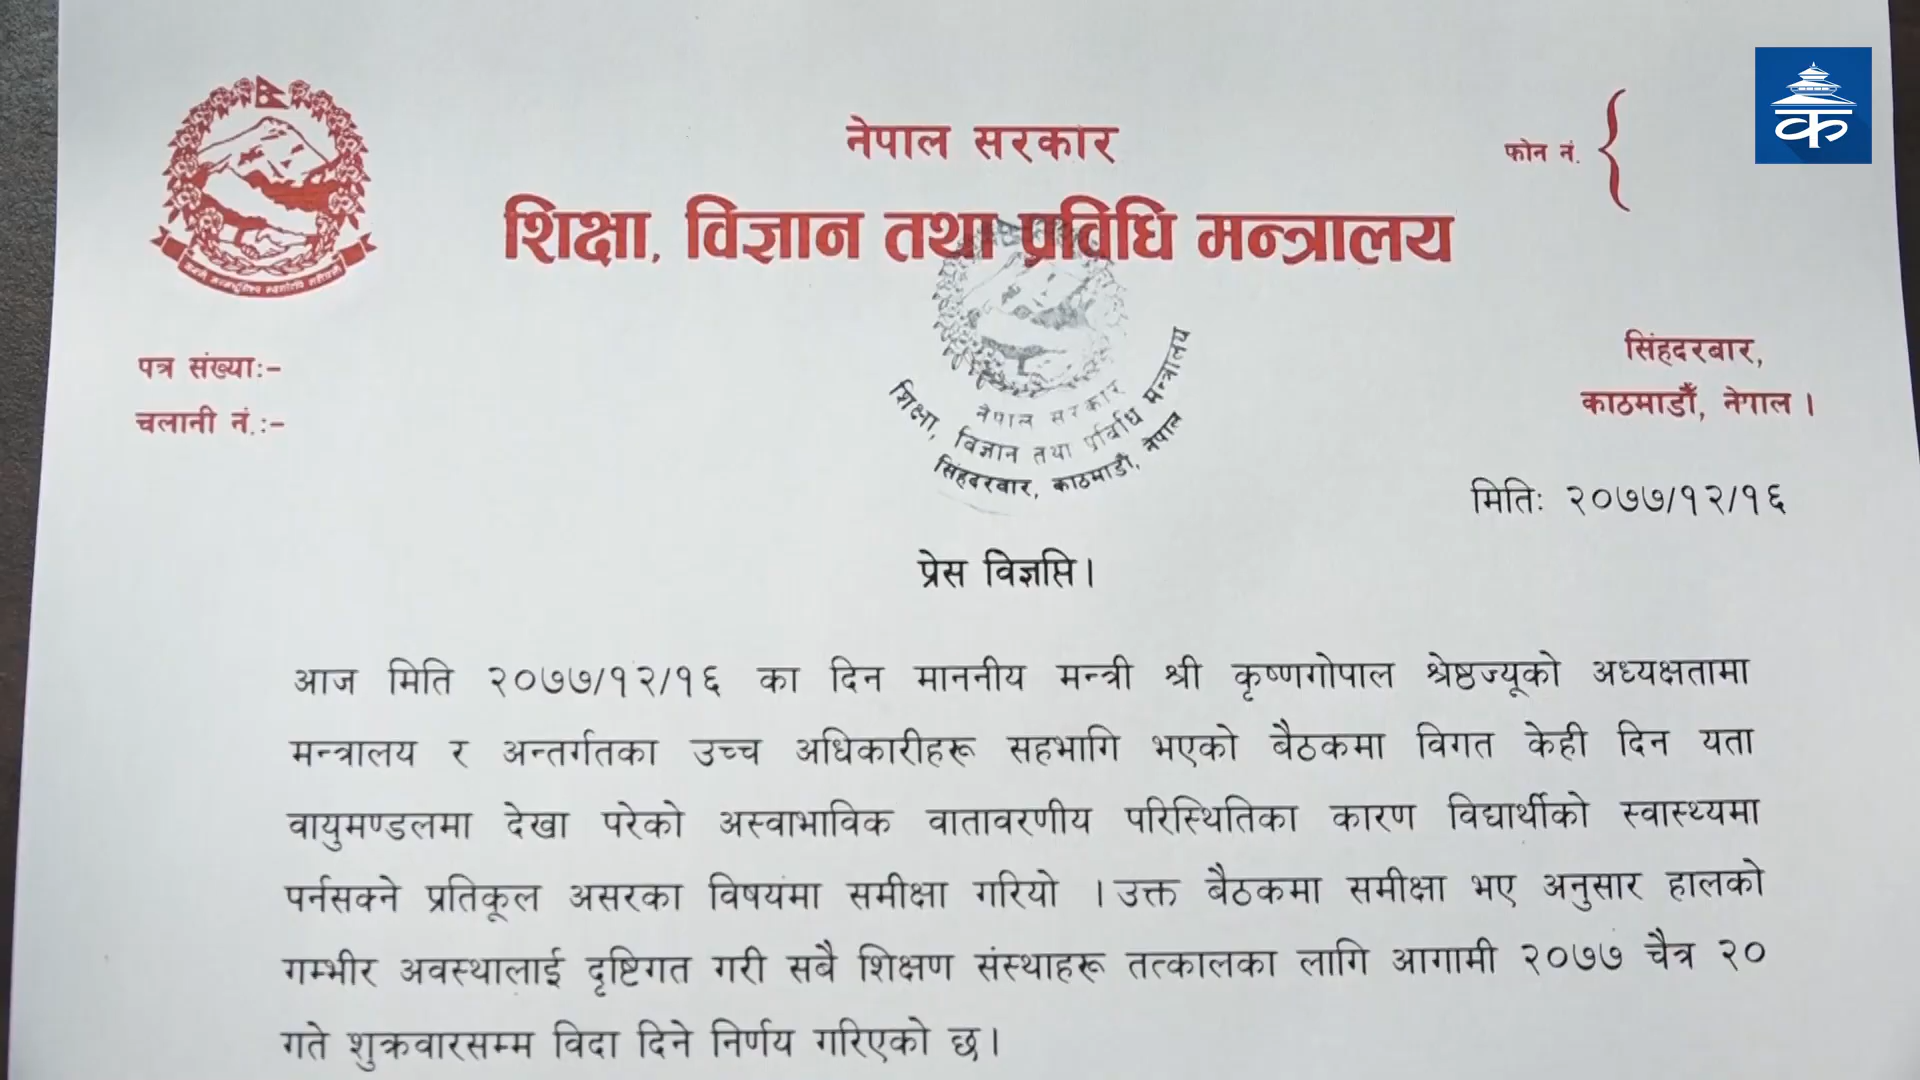 नेपाल सरकार
शिक्षा, विज्ञान तथा प्रविधि मन्त्रालय
फोन नं.
क
पत्र संख्या:-
चलानी नं.:-
सिंहदरबार,
काठमाडौं, नेपाल ।
नेपाल सरकार
शिक्षा, विज्ञान तथा प्रविधि मन्त्रालय
सिंहदरबार, काठमाडौं, नेपाल
मितिः २०७७/१२/१६
प्रेस विज्ञप्ति।
आज मिति २०७७/१२/१६ का दिन माननीय मन्त्री श्री कृष्णगोपाल श्रेष्ठज्यूको अध्यक्षतामा
मन्त्रालय र अन्तर्गतका उच्च अधिकारीहरू सहभागि भएको बैठकमा विगत केही दिन यता
वायुमण्डलमा देखा परेको अस्वाभाविक वातावरणीय परिस्थितिका कारण विद्यार्थीको स्वास्थ्यमा
पर्नसक्ने प्रतिकूल असरका विषयमा समीक्षा गरियो । उक्त बैठकमा समीक्षा भए अनुसार हालको
गम्भीर अवस्थालाई दृष्टिगत गरी सबै शिक्षण संस्थाहरू तत्कालका लागि आगामी २०७७ चैत्र २०
गते शुक्रवारसम्म विदा दिने निर्णय गरिएको छ।